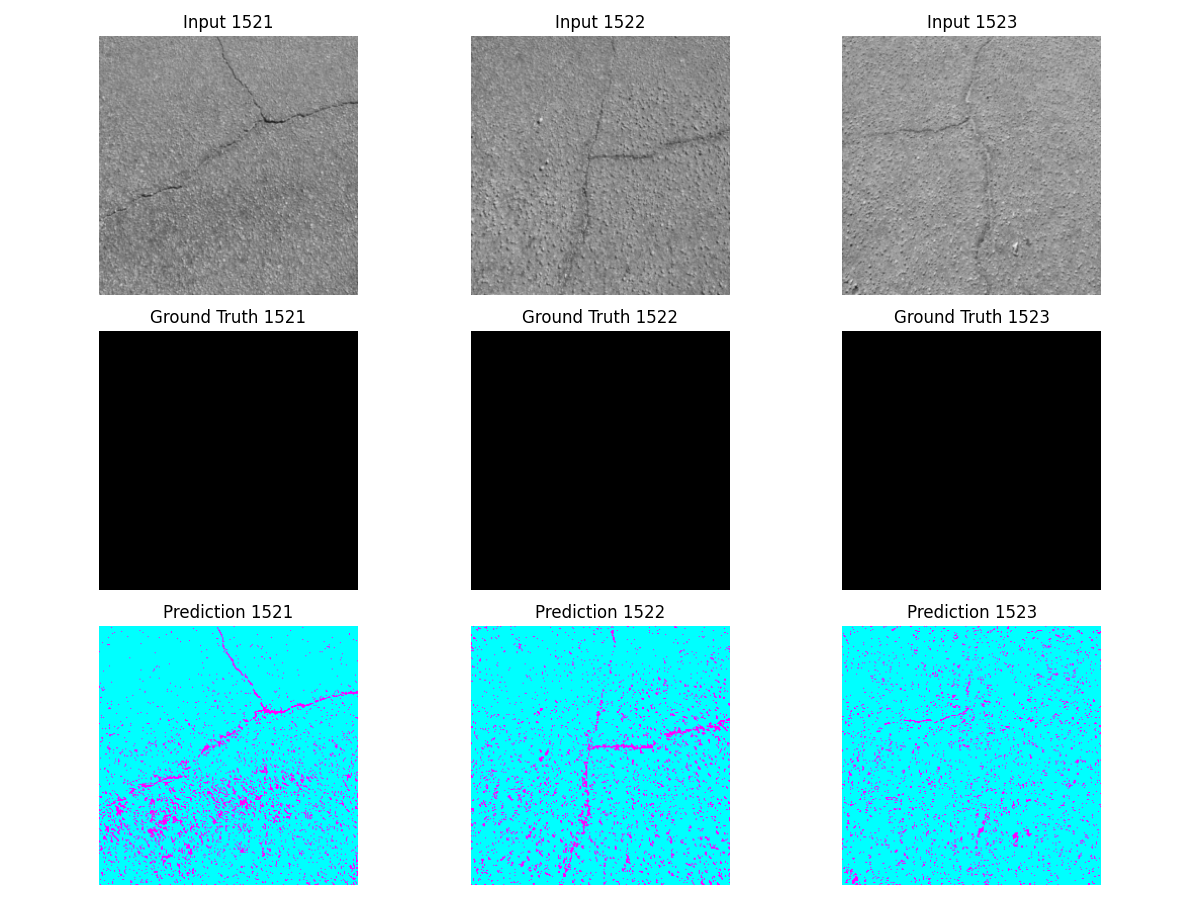 Input 1521
Input 1522
Input 1523
Ground Truth 1521
Ground Truth 1522
Ground Truth 1523
Prediction 1521
Prediction 1522
Prediction 1523